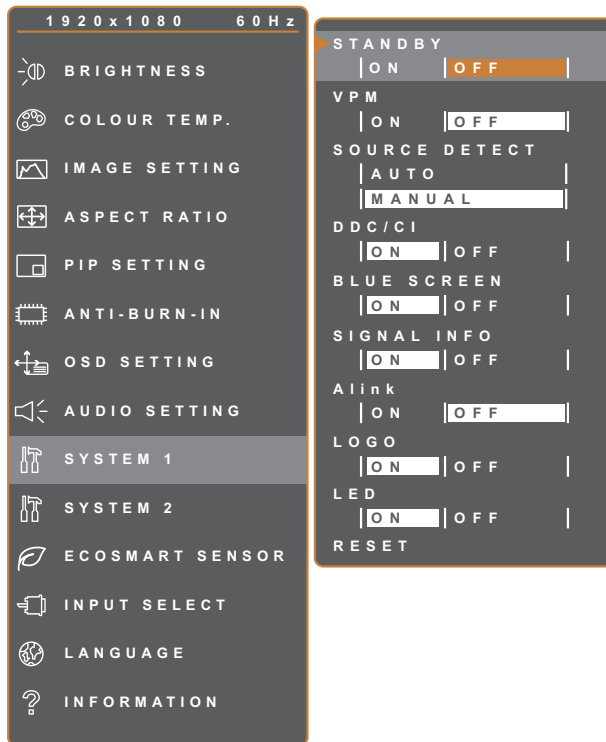 1920x1080 60Hz
BRIGHTNESS
COLOUR TEMP.
IMAGE SETTING
ASPECT RATIO
PIP SETTING
ANTI-BURN-IN
OSD SETTING
AUDIO SETTING
SYSTEM 1
SYSTEM 2
ECOSMART SENSOR
INPUT SELECT
LANGUAGE
INFORMATION
STANDBY
ON OFF
VPM
ON OFF
SOURCE DETECT
AUTO
MANUAL
DDC/CI
ON OFF
BLUE SCREEN
ON OFF
SIGNAL INFO
ON OFF
Alink
ON OFF
LOGO
ON OFF
LED
ON OFF
RESET